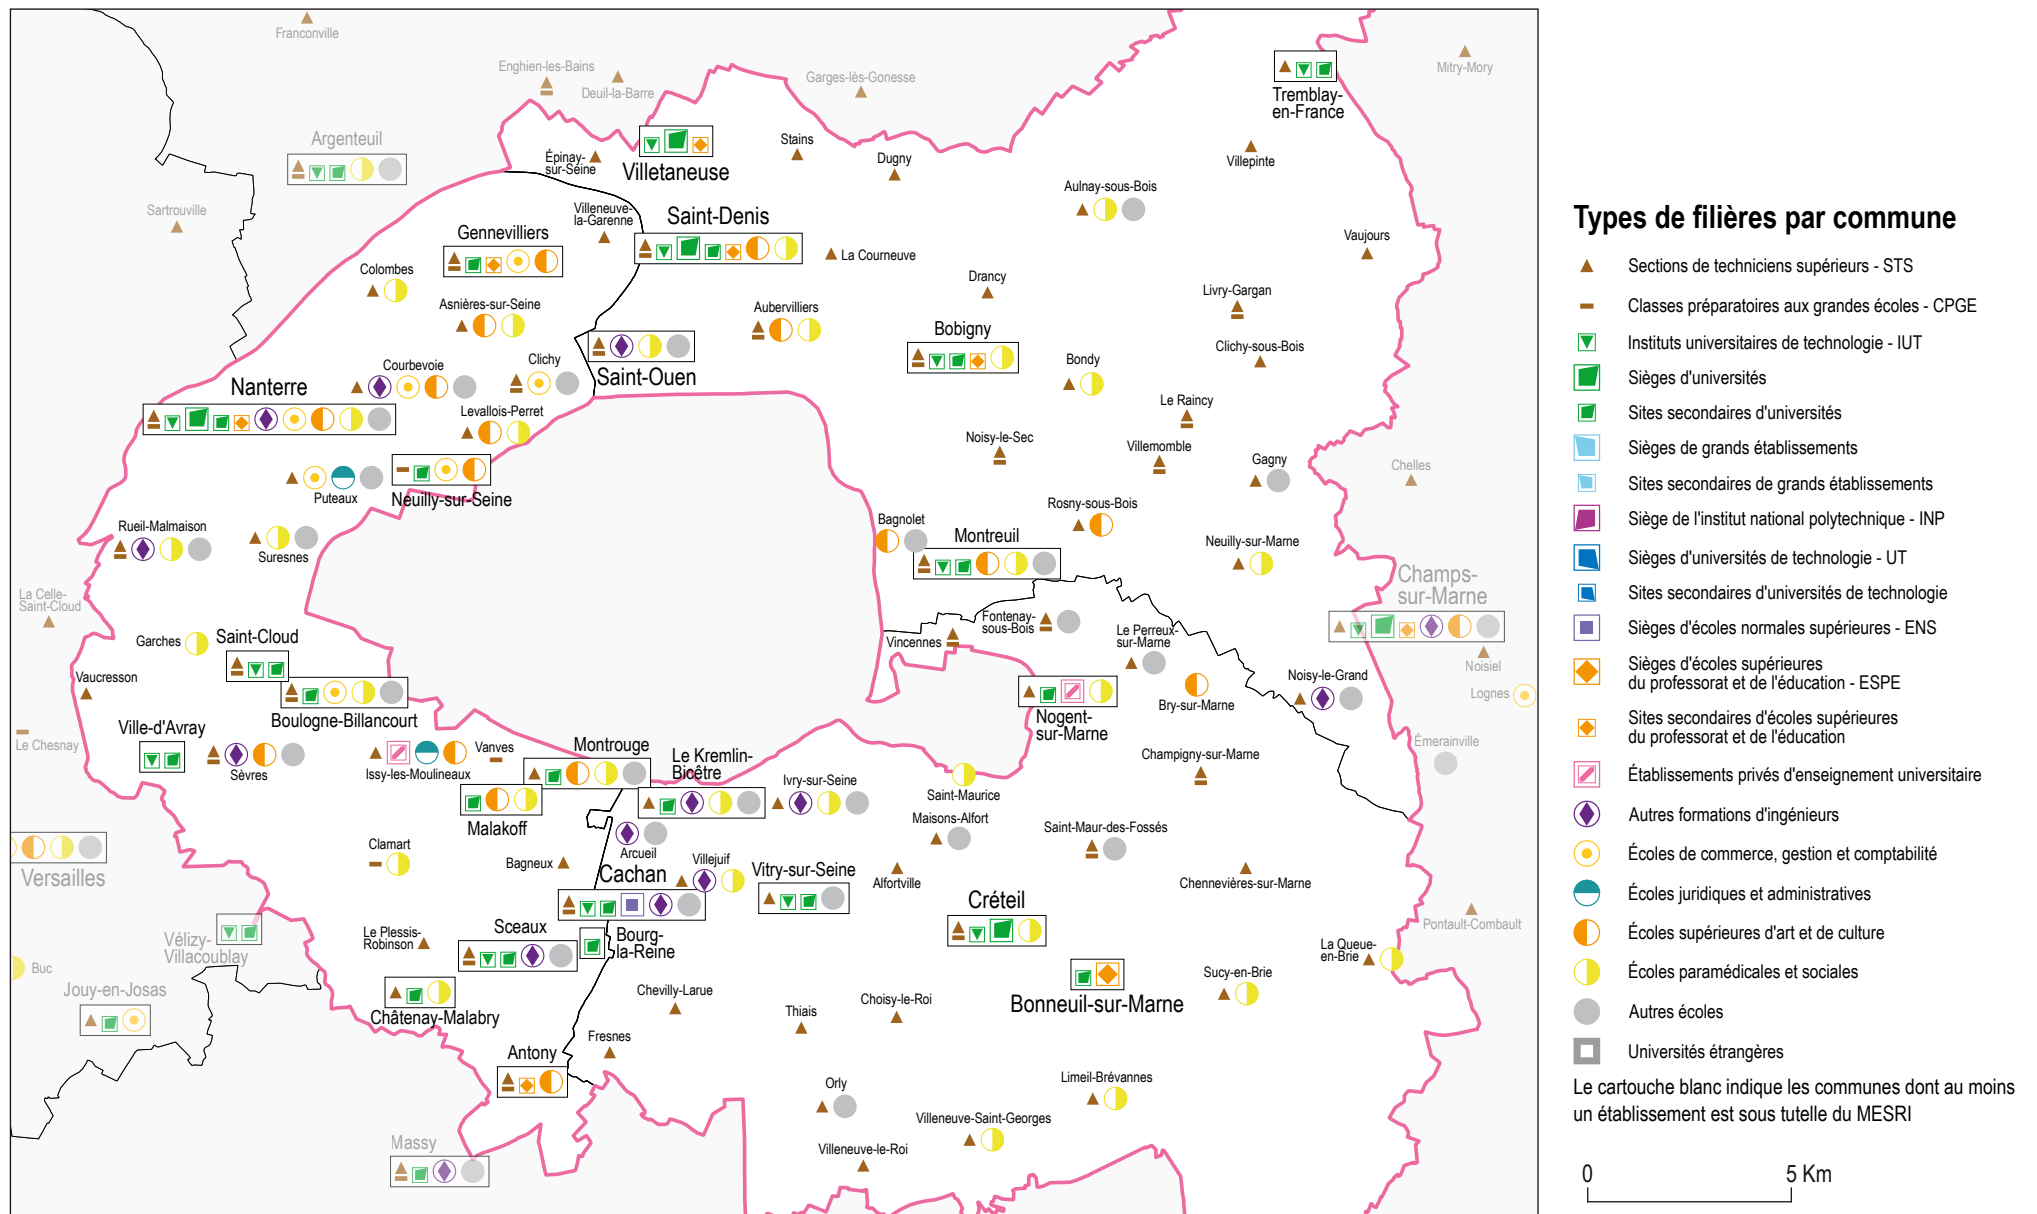 Franconville
Enghien-les-Bains
Deuil-la-Barre
Garges-lès-Gonesse
Mitry-Mory
Tremblay-
en-France
Argenteuil
Sartrouville
Épinay-
sur-Seine
Villetaneuse
Stains
Dugny
Villepinte
Aulnay-sous-Bois
Villeneuve-
la-Garenne
Saint-Denis
Gennevilliers
La Courneuve
Vaujours
Colombes
Drancy
Livry-Gargan
Asnières-sur-Seine
Aubervilliers
Bobigny
Clichy-sous-Bois
Courbevoie
Clichy
Saint-Ouen
Bondy
Nanterre
Levallois-Perret
Le Raincy
Noisy-le-Sec
Villemomble
Gagny
Chelles
Puteaux
Neuilly-sur-Seine
Rosny-sous-Bois
Rueil-Malmaison
Suresnes
Bagnolet
Montreuil
Neuilly-sur-Marne
Champs-
sur-Marne
La Celle-
Saint-Cloud
Garches
Saint-Cloud
Vincennes
Fontenay-
sous-Bois
Le Perreux-
sur-Marne
Noisiel
Vaucresson
Noisy-le-Grand
Lognes
Bry-sur-Marne
Boulogne-Billancourt
Nogent-
sur-Marne
Ville-d'Avray
Le Chesnay
Sèvres
Issy-les-Moulineaux
Vanves
Montrouge
Le Kremlin-
Bicêtre
Champigny-sur-Marne
Émerainville
Ivry-sur-Seine
Saint-Maurice
Malakoff
Maisons-Alfort
Saint-Maur-des-Fossés
Versailles
Clamart
Arcueil
Bagneux
Villejuif
Cachan
Vitry-sur-Seine
Alfortville
Chennevières-sur-Marne
Créteil
Pontault-Combault
Vélizy-
Villacoublay
Le Plessis-
Robinson
Sceaux
Bourg-
la-Reine
La Queue-
en-Brie
Buc
Jouy-en-Josas
Châtenay-Malabry
Chevilly-Larue
Choisy-le-Roi
Thiais
Bonneuil-sur-Marne
Sucy-en-Brie
Antony
Fresnes
Orly
Limeil-Brévannes
Villeneuve-Saint-Georges
Massy
Villeneuve-le-Roi
Types de filières par commune
Sections de techniciens supérieurs - STS
Classes préparatoires aux grandes écoles - CPGE
Instituts universitaires de technologie - IUT
Sièges d'universités
Sites secondaires d'universités
Sièges de grands établissements
Sites secondaires de grands établissements
Siège de l'institut national polytechnique - INP
Sièges d'universités de technologie - UT
Sites secondaires d'universités de technologie
Sièges d'écoles normales supérieures - ENS
Sièges d'écoles supérieures
du professorat et de l'éducation - ESPE
Sites secondaires d'écoles supérieures
du professorat et de l'éducation
Établissements privés d'enseignement universitaire
Autres formations d'ingénieurs
Écoles de commerce, gestion et comptabilité
Écoles juridiques et administratives
Écoles supérieures d'art et de culture
Écoles paramédicales et sociales
Autres écoles
Universités étrangères
Le cartouche blanc indique les communes dont au moins
un établissement est sous tutelle du MESRI
0 5 Km